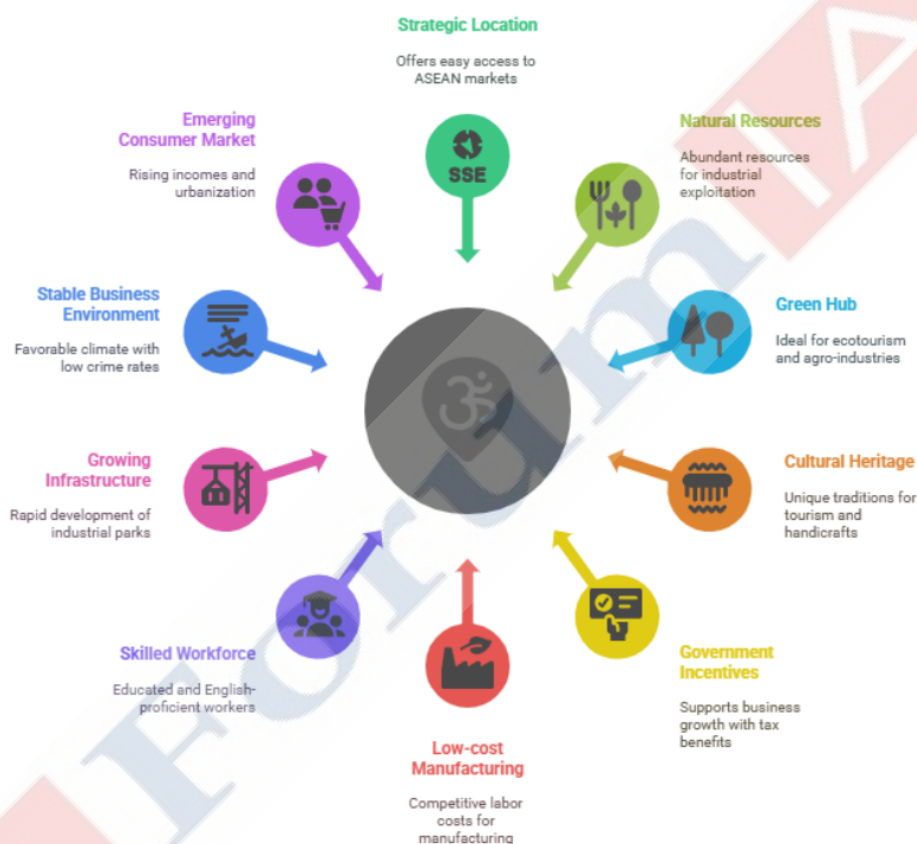 Strategic Location
Offers easy access to
ASEAN markets
SSE
Natural Resources
Abundant resources
for industrial
exploitation
Green Hub
Ideal for ecotourism
and agro-industries
Cultural Heritage
Unique traditions for
tourism and
handicrafts
Government
Incentives
Supports business
growth with tax
benefits
Low-cost
Manufacturing
Competitive labor
costs for
manufacturing
Skilled Workforce
Educated and English-
proficient workers
Growing
Infrastructure
Rapid development of
industrial parks
Stable Business
Environment
Favorable climate with
low crime rates
Emerging
Consumer Market
Rising incomes and
urbanization
ॐ
ForumIA